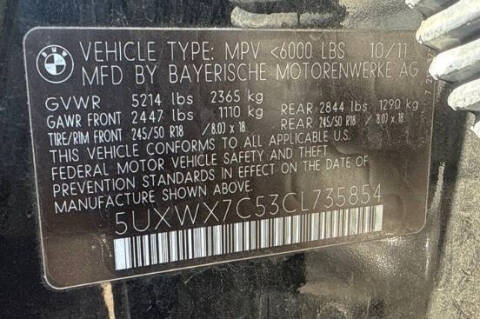 VEHICLE TYPE: MPV <6000 LBS 10/11
MFD BY BAYERISCHE MOTORENWERKE AG
GVWR 5214 lbs 2365 kg
GAWR FRONT 2447 lbs 1110 kg REAR 2844 lbs 1290 kg
TIRE/RIM FRONT 245/50 R18 / 8.0J x 18 REAR 245/50 R18 / 8.0J x 18
THIS VEHICLE CONFORMS TO ALL APPLICABLE
FEDERAL MOTOR VEHICLE SAFETY AND THEFT
PREVENTION STANDARDS IN EFFECT ON THE DATE OF
MANUFACTURE SHOWN ABOVE.
5UXWX7C53CL735854